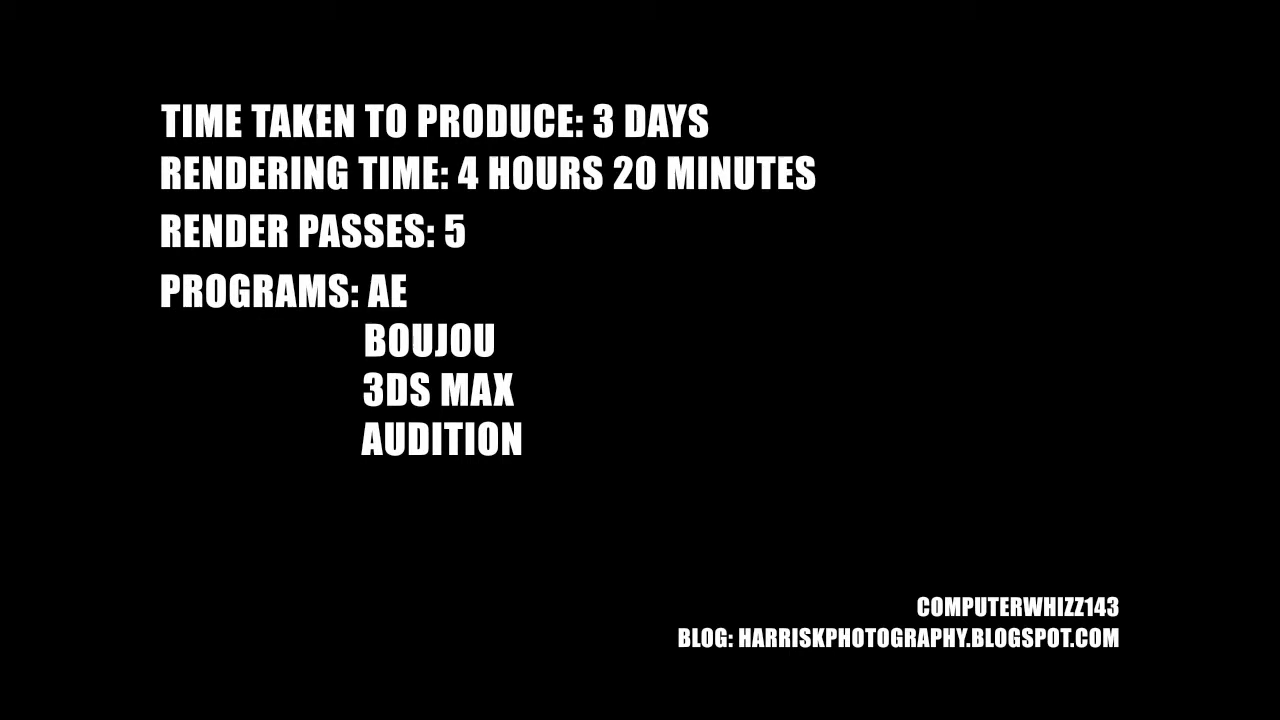 TIME TAKEN TO PRODUCE: 3 DAYS
RENDERING TIME: 4 HOURS 20 MINUTES
RENDER PASSES: 5
PROGRAMS: AE
BOUJOU
3DS MAX
AUDITION
COMPUTERWHIZZ143
BLOG: HARRISKPHOTOGRAPHY.BLOGSPOT.COM